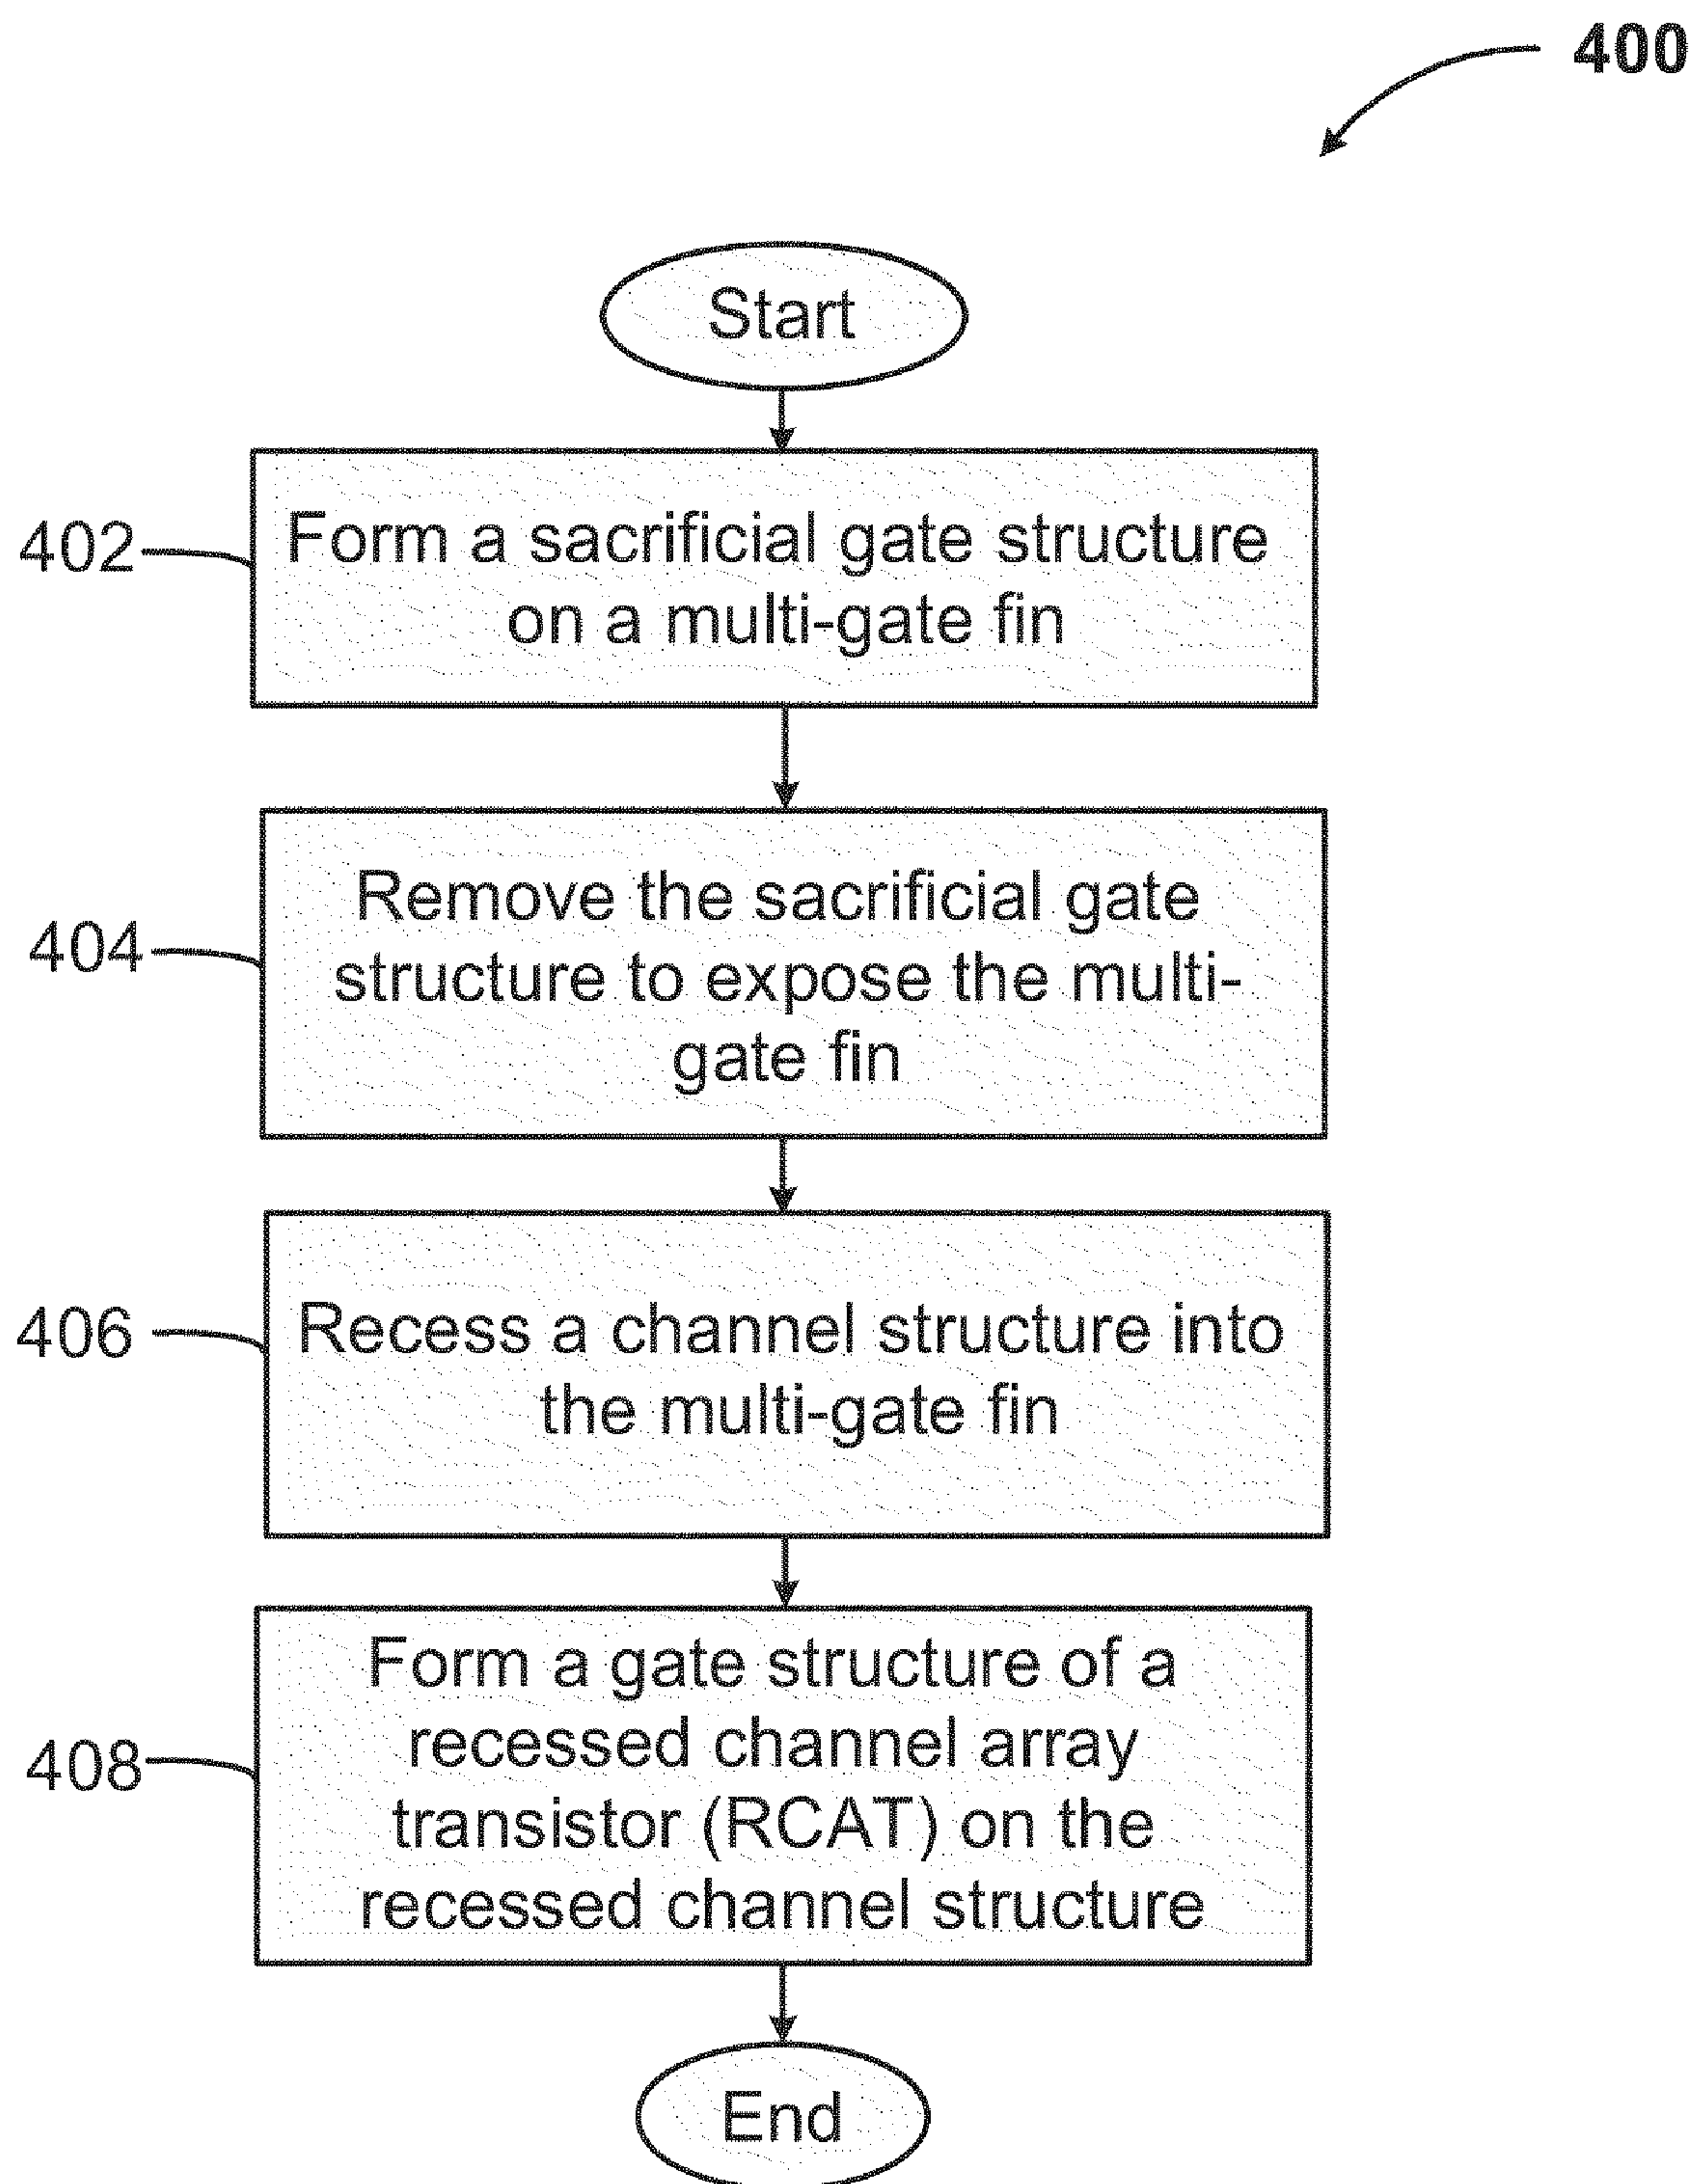 400
Start
402
Form a sacrificial gate structure
on a multi-gate fin
404
Remove the sacrificial gate
structure to expose the multi-
gate fin
406
Recess a channel structure into
the multi-gate fin
408
Form a gate structure of a
recessed channel array
transistor (RCAT) on the
recessed channel structure
End